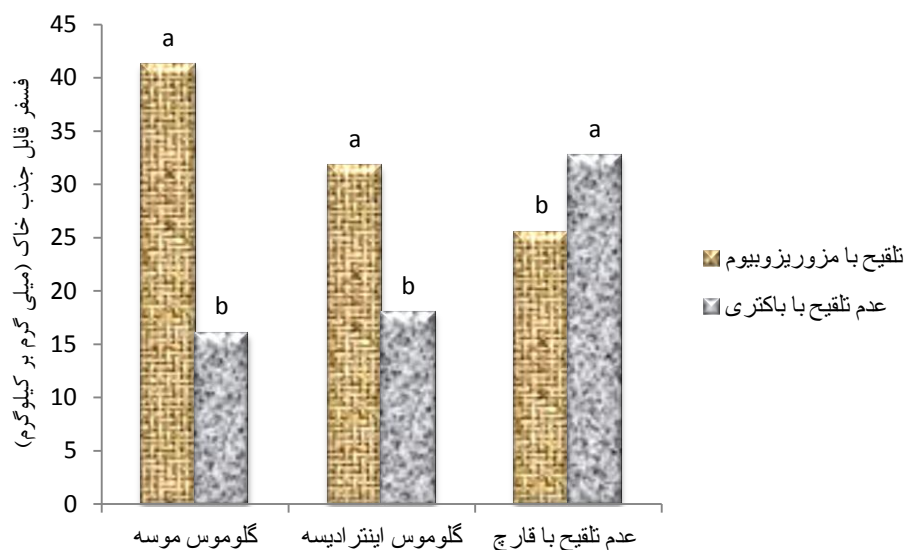 فسفر قابل جذب خاک (میلی گرم بر کیلوگرم)
45
40
35
30
25
20
15
10
5
0
a
b
a
b
b
a
گلوموس موسه
گلوموس اینترادیسه
عدم تلقیح با قارچ
تلقیح با مزوریزوبیوم
عدم تلقیح با باکتری